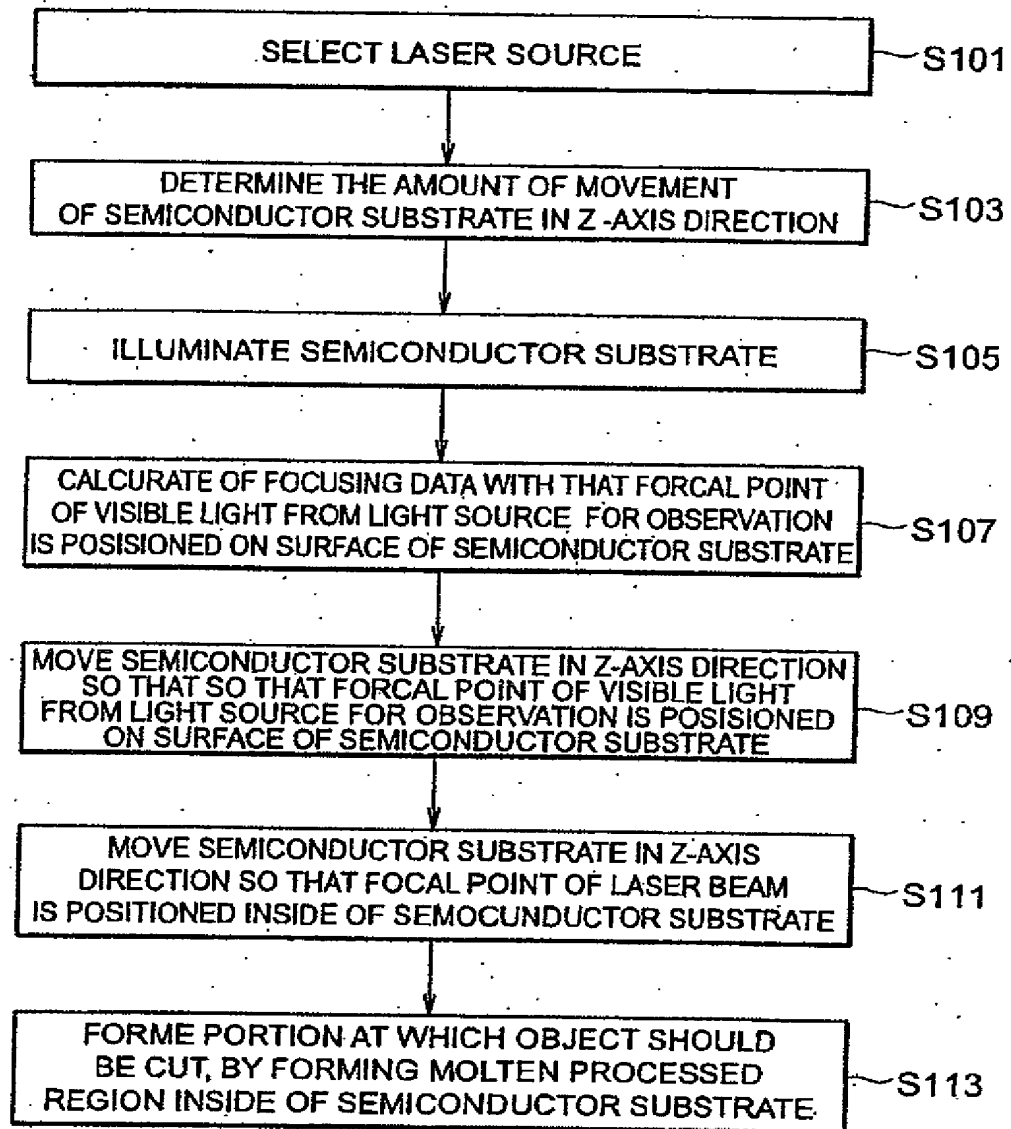 SELECT LASER SOURCE
S101
DETERMINE THE AMOUNT OF MOVEMENT
OF SEMICONDUCTOR SUBSTRATE IN Z -AXIS DIRECTION
S103
ILLUMINATE SEMICONDUCTOR SUBSTRATE
S105
CALCURATE OF FOCUSING DATA WITH THAT FORCAL POINT
OF VISIBLE LIGHT FROM LIGHT SOURCE FOR OBSERVATION
IS POSISIONED ON SURFACE OF SEMICONDUCTOR SUBSTRATE
S107
MOVE SEMICONDUCTOR SUBSTRATE IN Z-AXIS DIRECTION
SO THAT SO THAT FORCAL POINT OF VISIBLE LIGHT
FROM LIGHT SOURCE FOR OBSERVATION IS POSISIONED
ON SURFACE OF SEMICONDUCTOR SUBSTRATE
S109
MOVE SEMICONDUCTOR SUBSTRATE IN Z-AXIS
DIRECTION SO THAT FOCAL POINT OF LASER BEAM
IS POSITIONED INSIDE OF SEMOCUNDUCTOR SUBSTRATE
S111
FORME PORTION AT WHICH OBJECT SHOULD
BE CUT, BY FORMING MOLTEN PROCESSED
REGION INSIDE OF SEMICONDUCTOR SUBSTRATE
S113